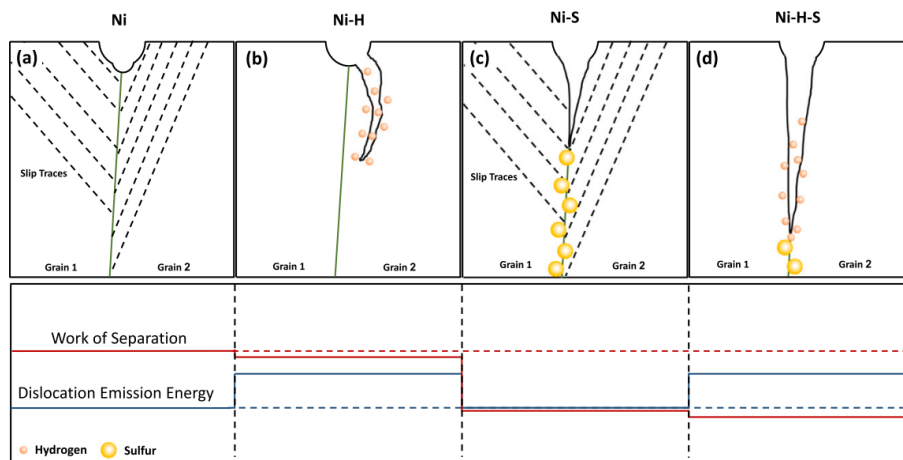 Ni
Ni-H
Ni-S
Ni-H-S
(a)
(b)
(c)
(d)
Slip Traces
Slip Traces
Grain 1
Grain 2
Grain 1
Grain 2
Grain 1
Grain 2
Grain 1
Grain 2
Work of Separation
Dislocation Emission Energy
Hydrogen
Sulfur